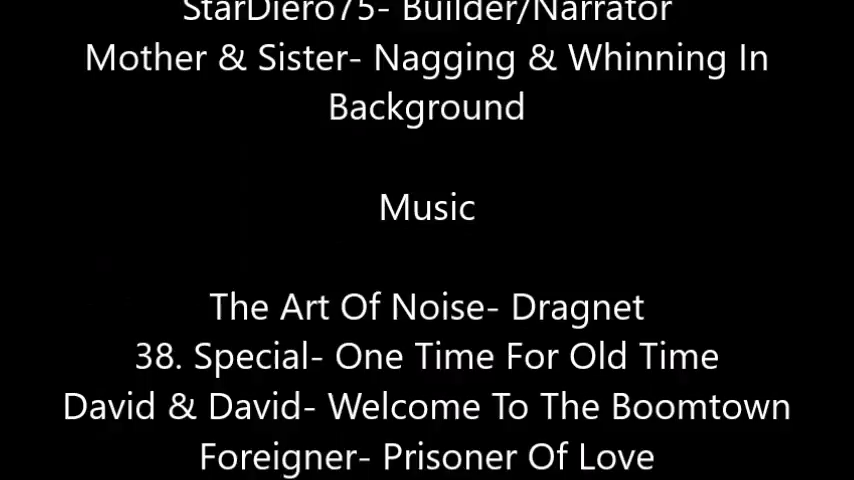 StarDiero75- Builder/Narrator
Mother & Sister- Nagging & Whinning In
Background
Music
The Art Of Noise- Dragnet
38. Special- One Time For Old Time
David & David- Welcome To The Boomtown
Foreigner- Prisoner Of Love